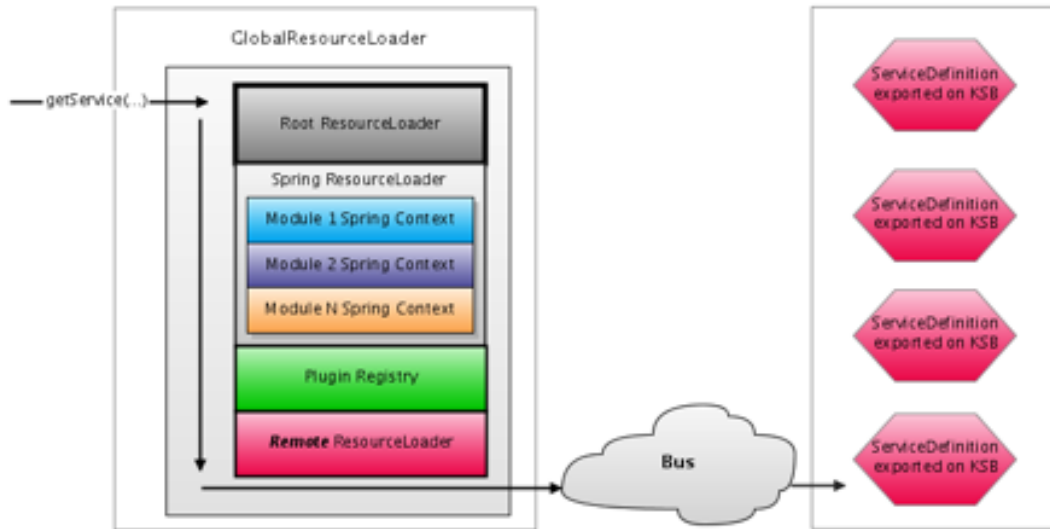 GlobalResourceLoader
getService(...)
Root ResourceLoader
Spring ResourceLoader
Module 1 Spring Context
Module 2 Spring Context
Module N Spring Context
Plugin Registry
Remote ResourceLoader
Bus
ServiceDefinition
exported on KSB
ServiceDefinition
exported on KSB
ServiceDefinition
exported on KSB
ServiceDefinition
exported on KSB